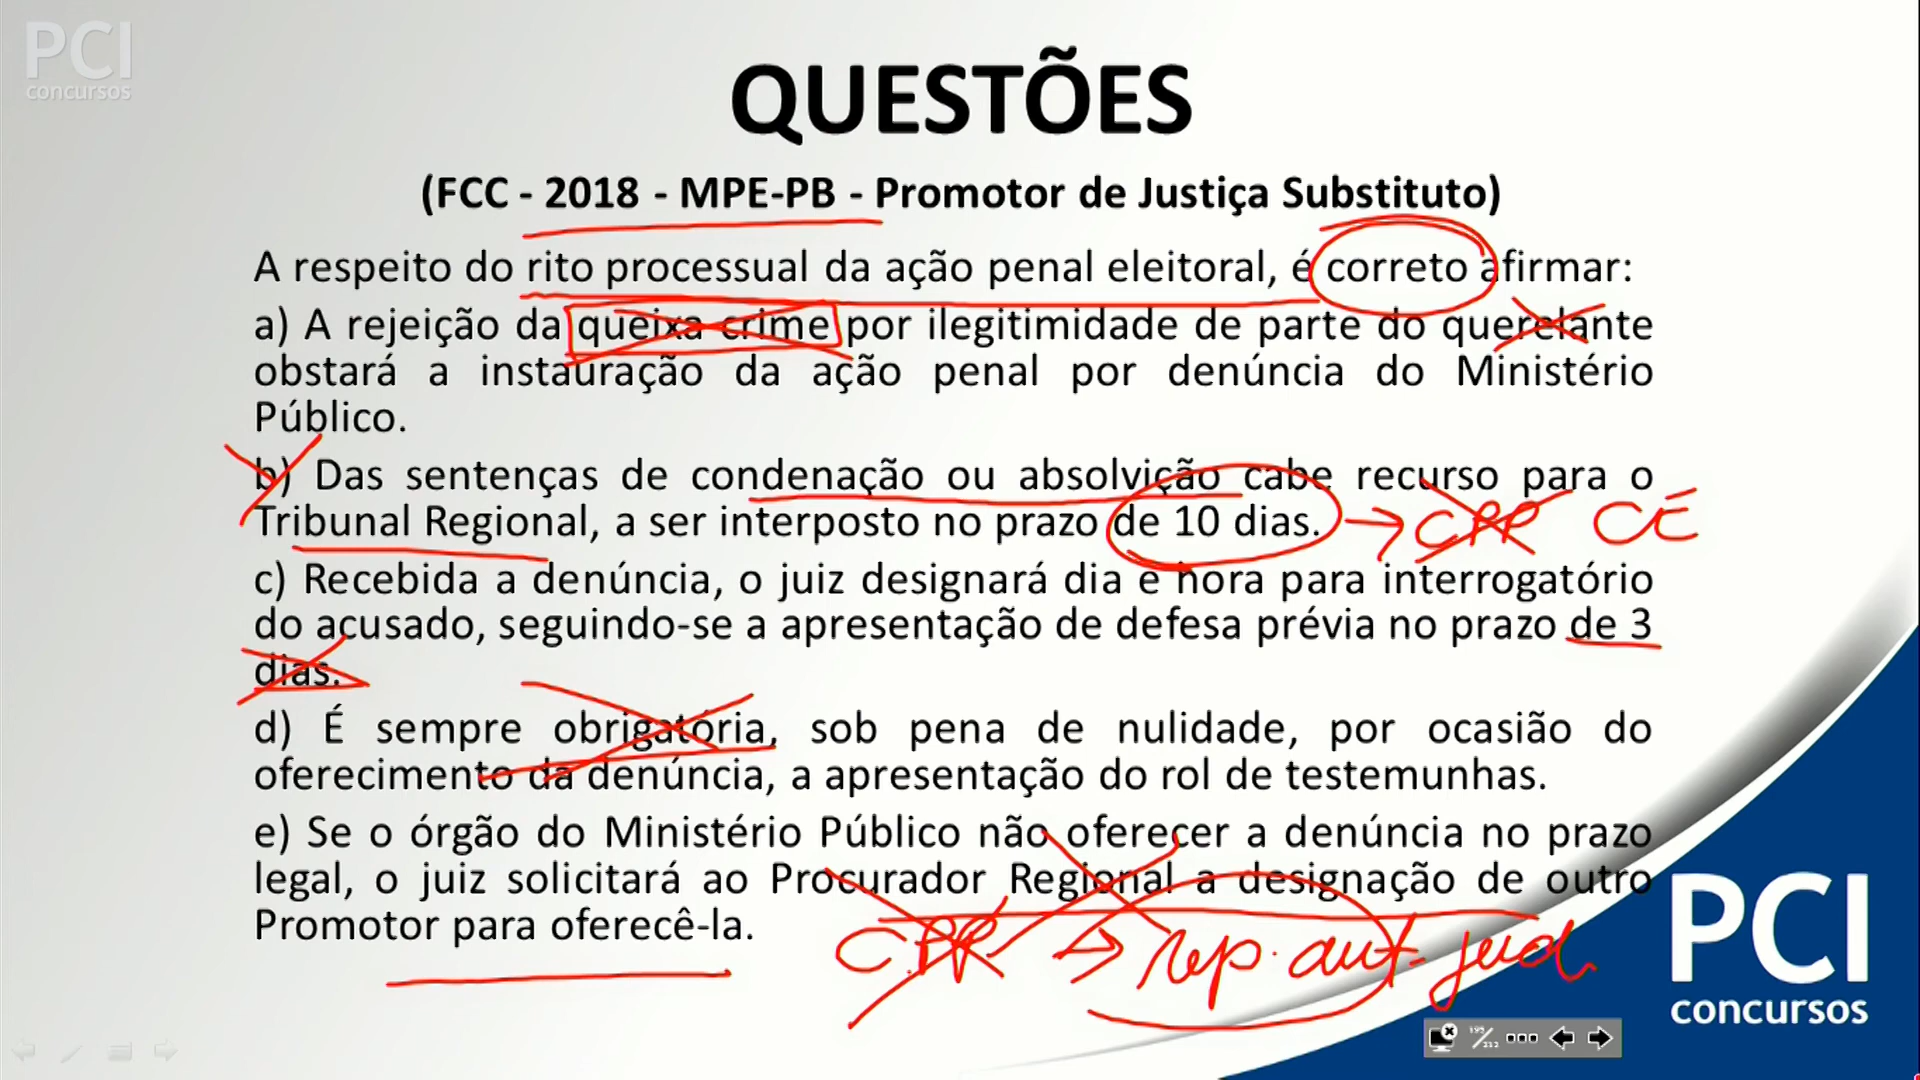 PCI
concursos
QUESTÕES
(FCC - 2018 - MPE-PB - Promotor de Justiça Substituto)
A respeito do rito processual da ação penal eleitoral, é correto afirmar:
a) A rejeição da queixa crime por ilegitimidade de parte do querelante
obstará a instauração da ação penal por denúncia do Ministério
Público.
b) Das sentenças de condenação ou absolvição cabe recurso para o
Tribunal Regional, a ser interposto no prazo de 10 dias. → CPP CE
c) Recebida a denúncia, o juiz designará dia e hora para interrogatório
do acusado, seguindo-se a apresentação de defesa prévia no prazo de 3
dias.
d) É sempre obrigatória, sob pena de nulidade, por ocasião do
oferecimento da denúncia, a apresentação do rol de testemunhas.
e) Se o órgão do Ministério Público não oferecer a denúncia no prazo
legal, o juiz solicitará ao Procurador Regional a designação de outro
Promotor para oferecê-la.
CPP → rep. aut. jud.
PCI
concursos
195/212